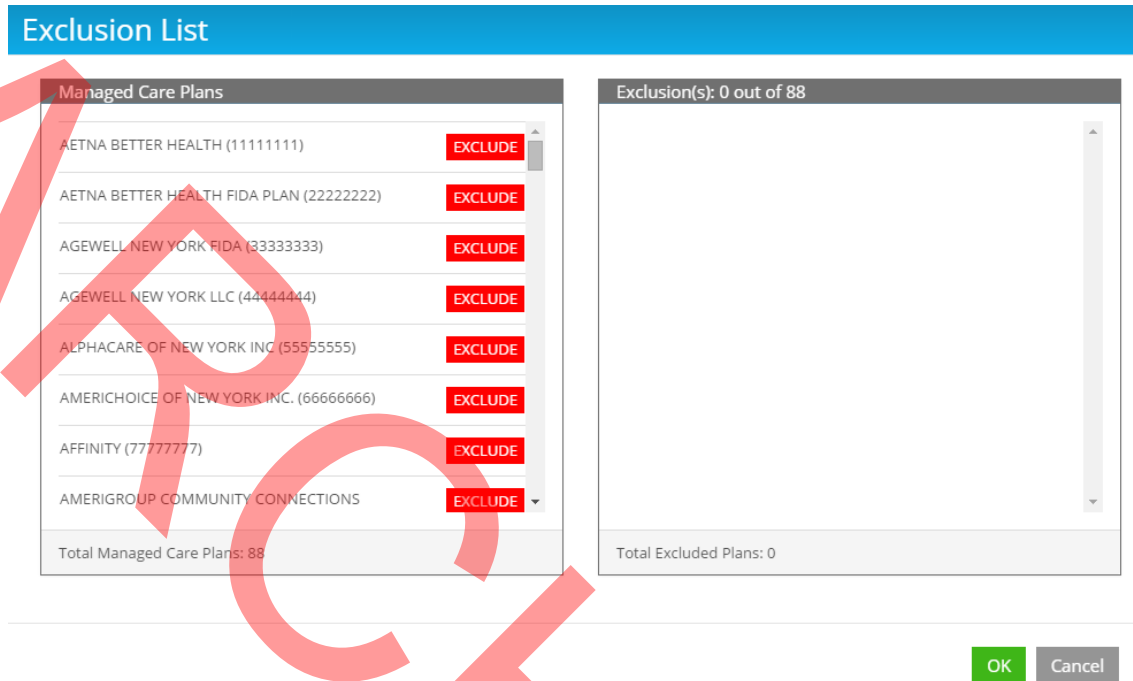 Exclusion List
Managed Care Plans
AETNA BETTER HEALTH (11111111) EXCLUDE
AETNA BETTER HEALTH FIDA PLAN (22222222) EXCLUDE
AGEWELL NEW YORK FIDA (33333333) EXCLUDE
AGEWELL NEW YORK LLC (44444444) EXCLUDE
ALPHACARE OF NEW YORK INC (55555555) EXCLUDE
AMERICHOICE OF NEW YORK INC. (66666666) EXCLUDE
AFFINITY (77777777) EXCLUDE
AMERIGROUP COMMUNITY CONNECTIONS EXCLUDE
Total Managed Care Plans: 88
Exclusion(s): 0 out of 88
Total Excluded Plans: 0
OK Cancel